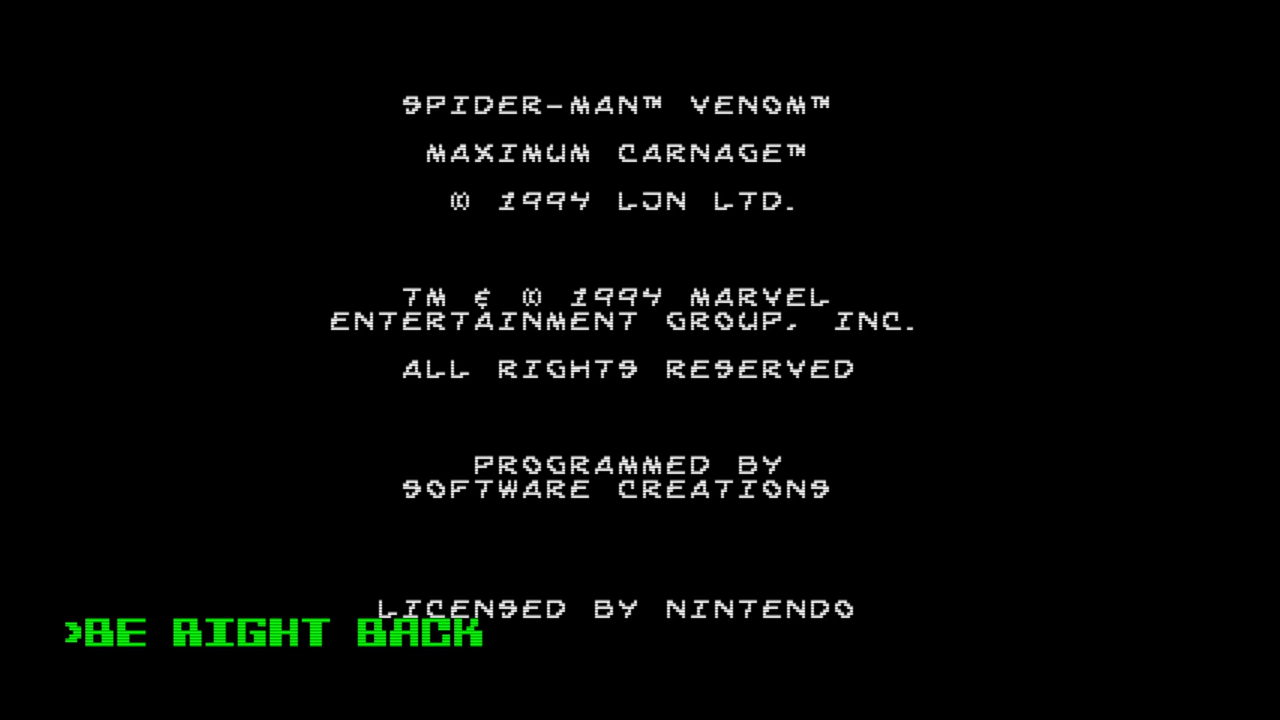 SPIDER-MAN™ VENOM™
MAXIMUM CARNAGE™
© 1994 LJN LTD.
TM & © 1994 MARVEL
ENTERTAINMENT GROUP, INC.
ALL RIGHTS RESERVED
PROGRAMMED BY
SOFTWARE CREATIONS
LICENSED BY NINTENDO
>BE RIGHT BACK